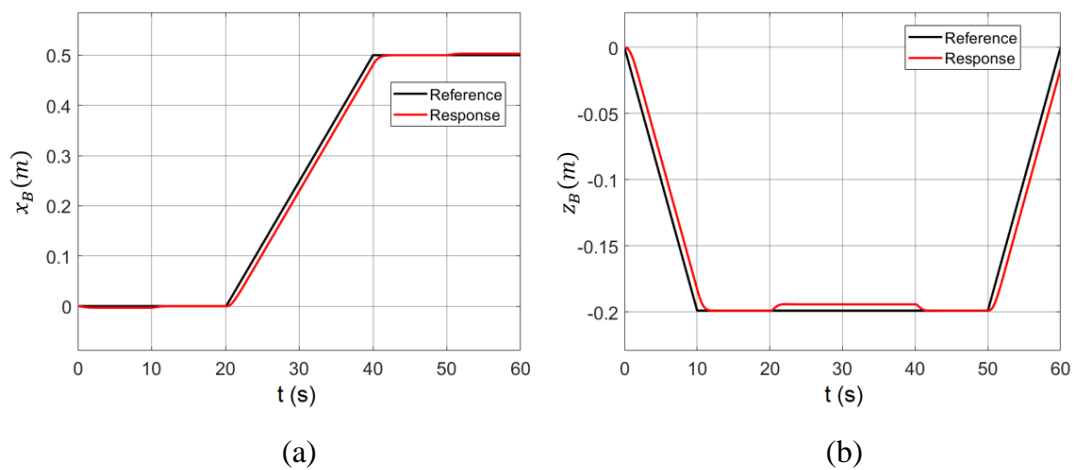 0.5
0.4
0.3
0.2
0.1
0
x_B (m)
Reference
Response
0 10 20 30 40 50 60
t (s)
(a)
0
-0.05
-0.1
-0.15
-0.2
z_B (m)
Reference
Response
0 10 20 30 40 50 60
t (s)
(b)